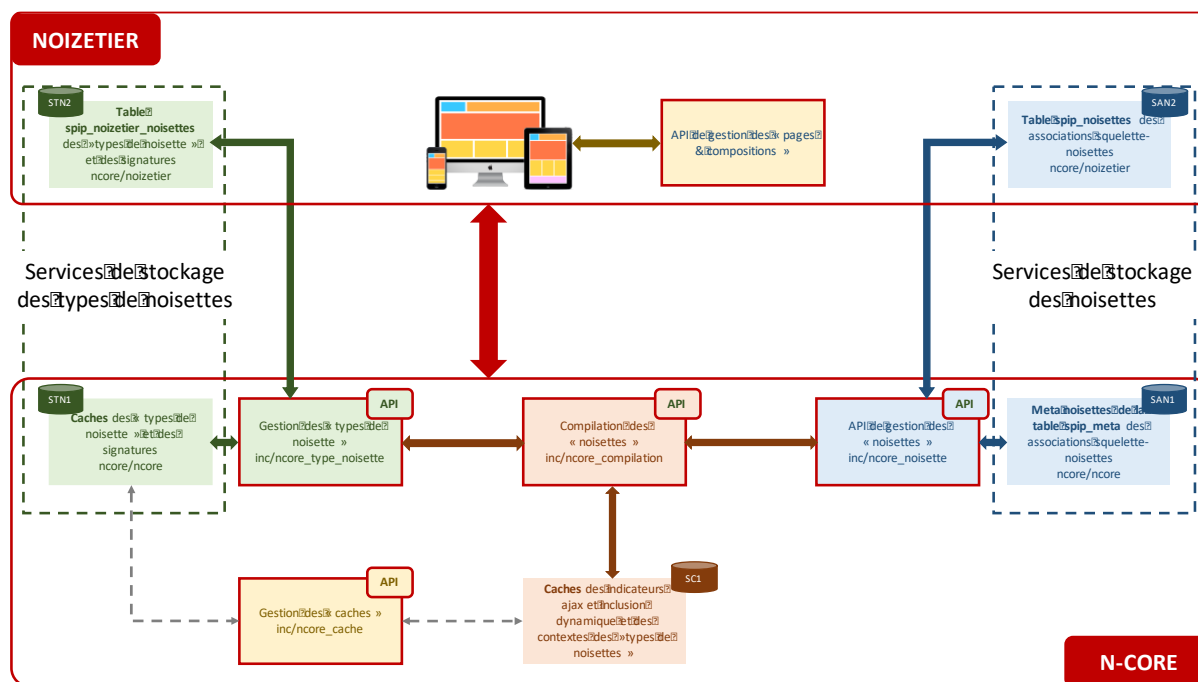 NOIZETIER
STN2
Table
spip_noizetier_noisettes
des »types de noisette » 
et des signatures
ncore/noizetier
API de gestion des « pages
& compositions »
SAN2
Table spip_noisettes des
associations squelette-
noisettes
ncore/noizetier
Services de stockage
des types de noisettes
Services de stockage
des noisettes
STN1
Caches des « types de
noisette » et des
signatures
ncore/ncore
API
Gestion des « types de
noisette »
inc/ncore_type_noisette
API
Compilation des
« noisettes »
inc/ncore_compilation
API
API de gestion des
« noisettes »
inc/ncore_noisette
SAN1
Meta noisettes de la
table spip_meta des
associations squelette-
noisettes
ncore/ncore
API
Gestion des « caches »
inc/ncore_cache
SC1
Caches des indicateurs
ajax et inclusion
dynamique et des
contextes des »types de
noisettes »
N-CORE